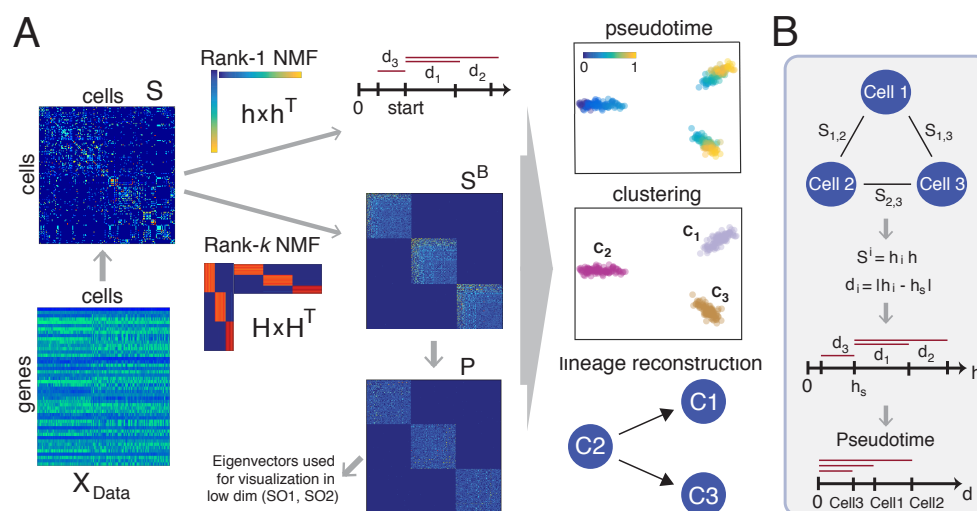 A
cells
S
cells
Rank-1 NMF
h x h^T
d3
d1
d2
0
start
Rank-k NMF
H x H^T
S^B
P
cells
genes
X_Data
Eigenvectors used
for visualization in
low dim (SO1, SO2)
pseudotime
0
1
clustering
C2
C1
C3
lineage reconstruction
C1
C2
C3
B
Cell 1
S1,2
S1,3
Cell 2
Cell 3
S2,3
S^i = h_i h
d_i = |h_i - h_s|
d3
d1
d2
0
h_s
h
Pseudotime
0
Cell3
Cell1
Cell2
d